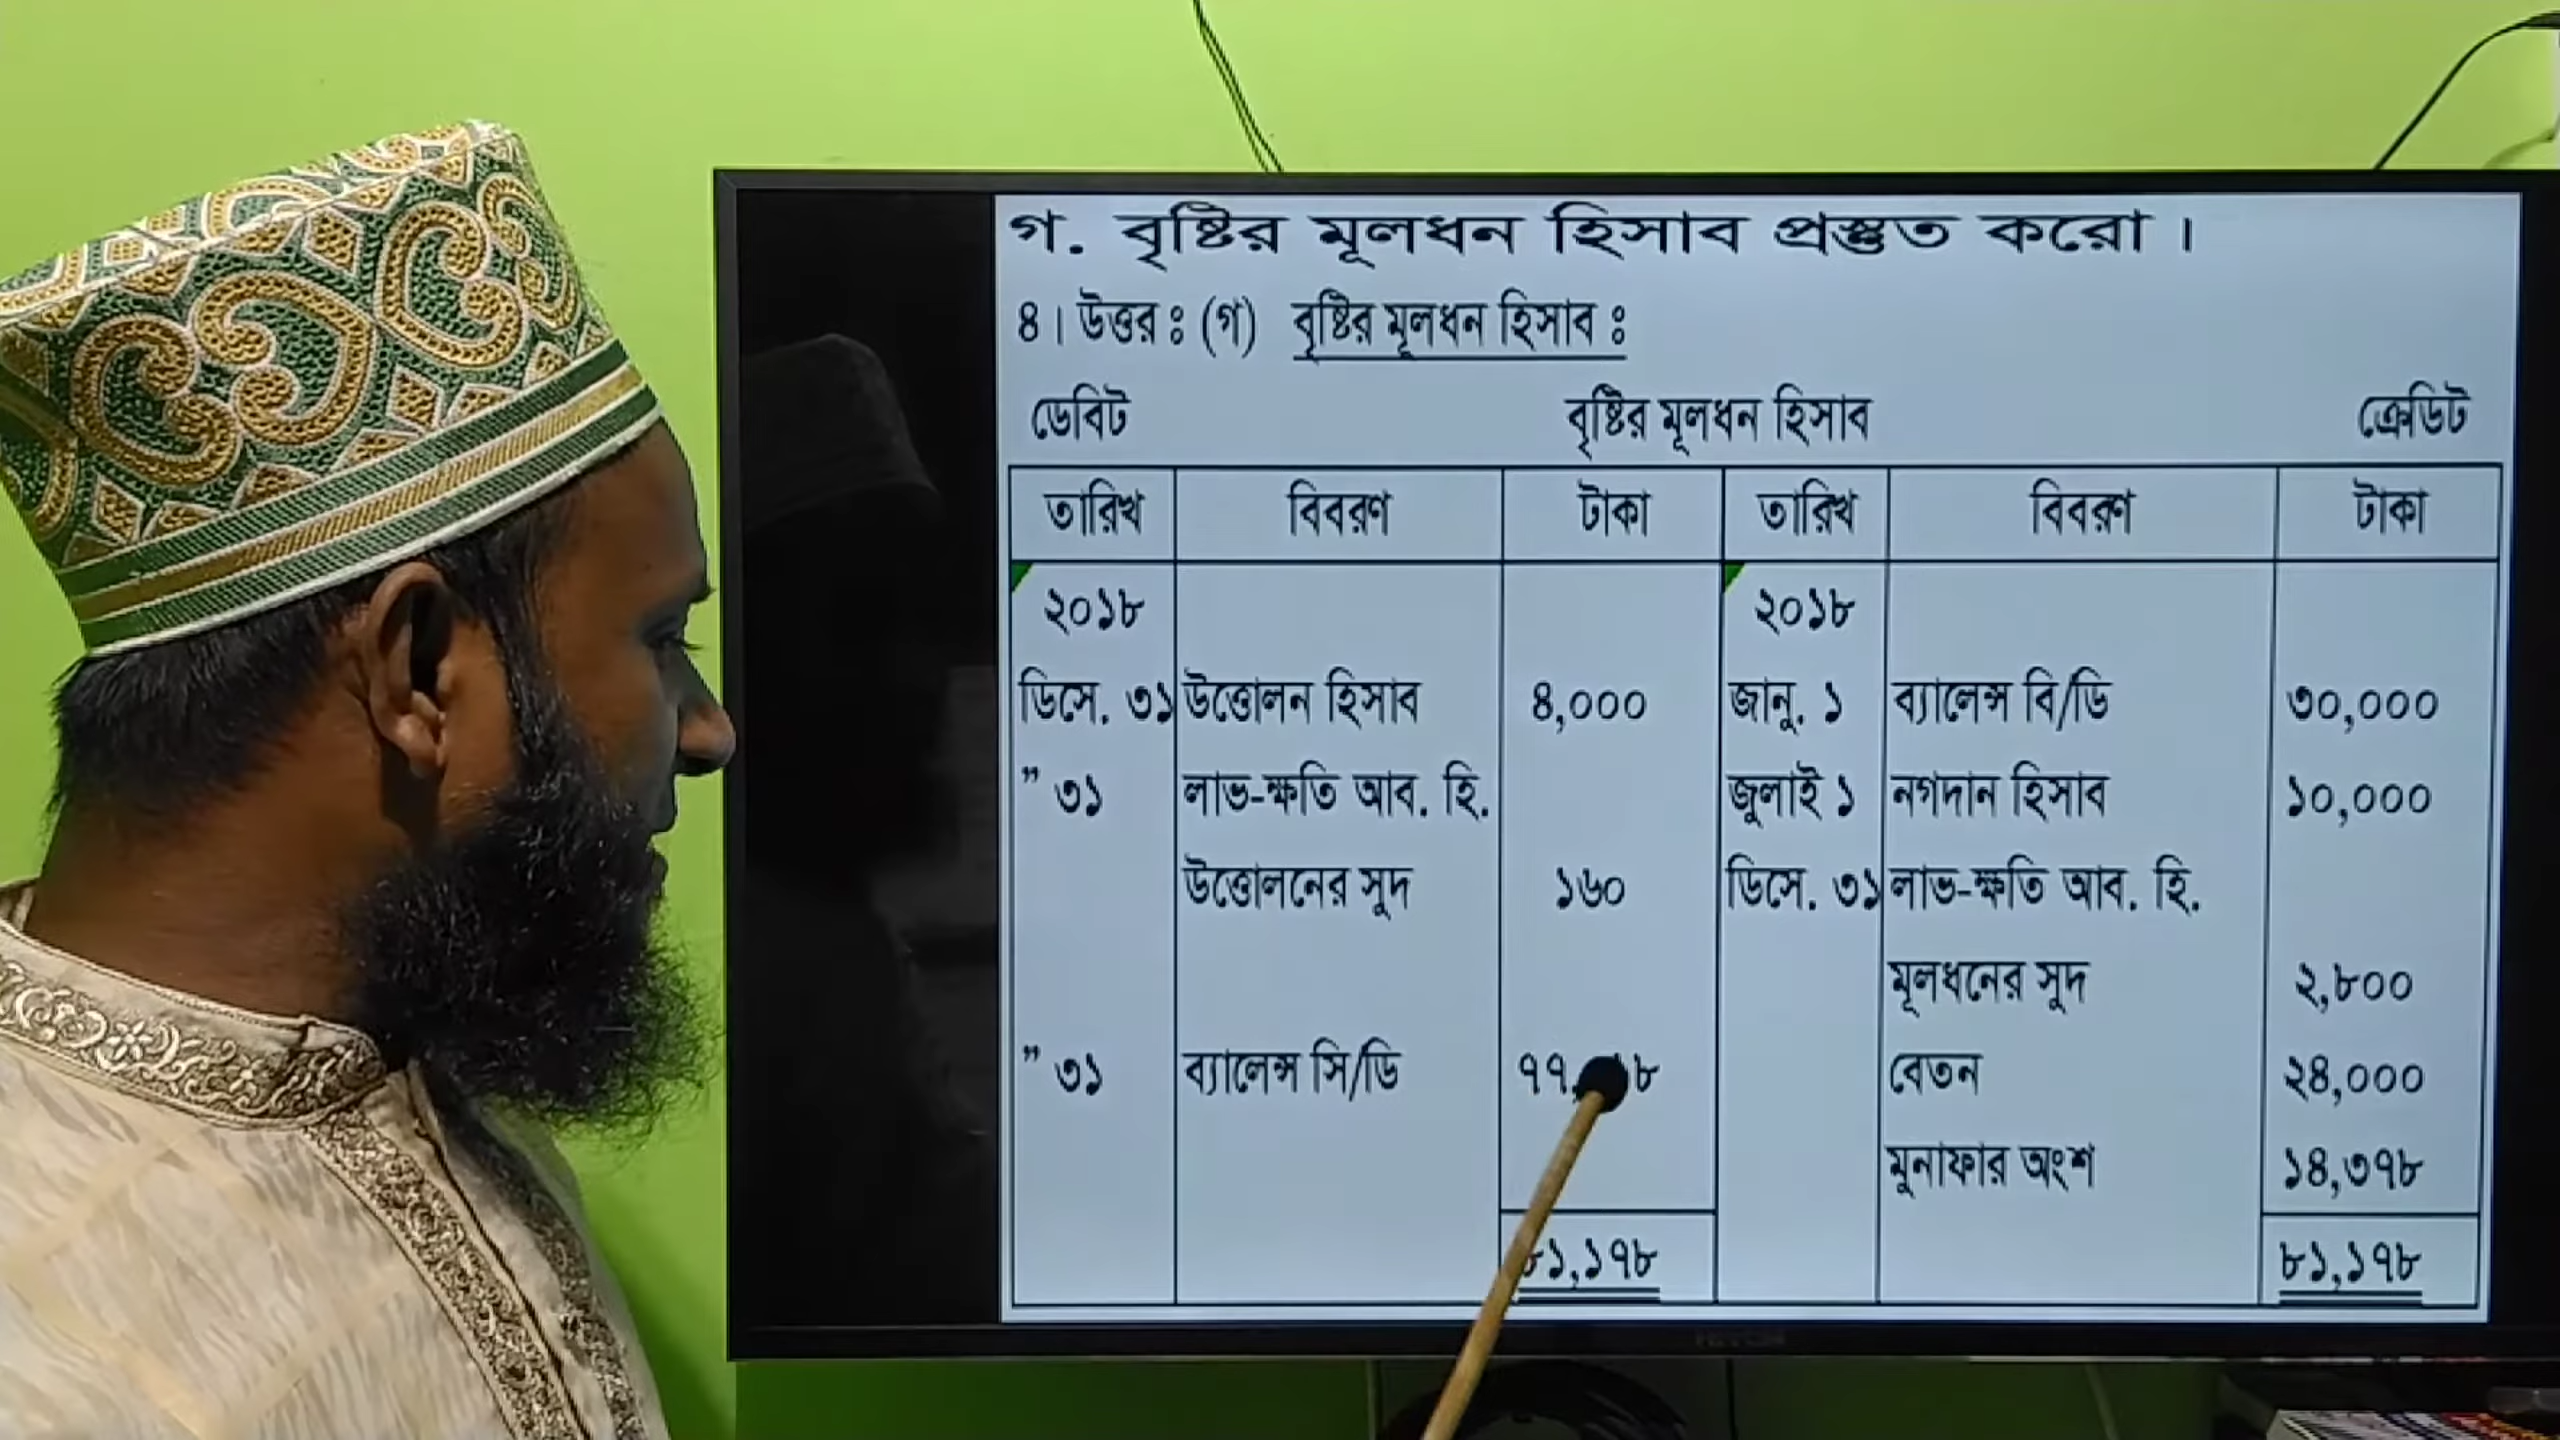 গ. বৃষ্টির মূলধন হিসাব প্রস্তুত করো ।
৪। উত্তর ঃ (গ) বৃষ্টির মূলধন হিসাব ঃ
ডেবিট বৃষ্টির মূলধন হিসাব ক্রেডিট
তারিখ বিবরণ টাকা তারিখ বিবরণ টাকা
২০১৮ ২০১৮
ডিসে. ৩১ উত্তোলন হিসাব ৪,০০০ জানু. ১ ব্যালেন্স বি/ডি ৩০,০০০
” ৩১ লাভ-ক্ষতি আব. হি. জুলাই ১ নগদান হিসাব ১০,০০০
উত্তোলনের সুদ ১৬০ ডিসে. ৩১ লাভ-ক্ষতি আব. হি.
মূলধনের সুদ ২,৮০০
” ৩১ ব্যালেন্স সি/ডি বেতন ২৪,০০০
মুনাফার অংশ ১৪,৩৭৮
৮১,১৭৮ ৮১,১৭৮